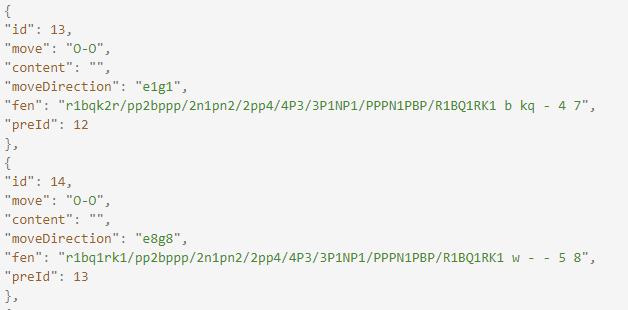 {
"id": 13,
"move": "O-O",
"content": "",
"moveDirection": "e1g1",
"fen": "r1bqk2r/pp2bppp/2n1pn2/2pp4/4P3/3P1NP1/PPPN1PBP/R1BQ1RK1 b kq - 4 7",
"preId": 12
},
{
"id": 14,
"move": "O-O",
"content": "",
"moveDirection": "e8g8",
"fen": "r1bq1rk1/pp2bppp/2n1pn2/2pp4/4P3/3P1NP1/PPPN1PBP/R1BQ1RK1 w - - 5 8",
"preId": 13
},